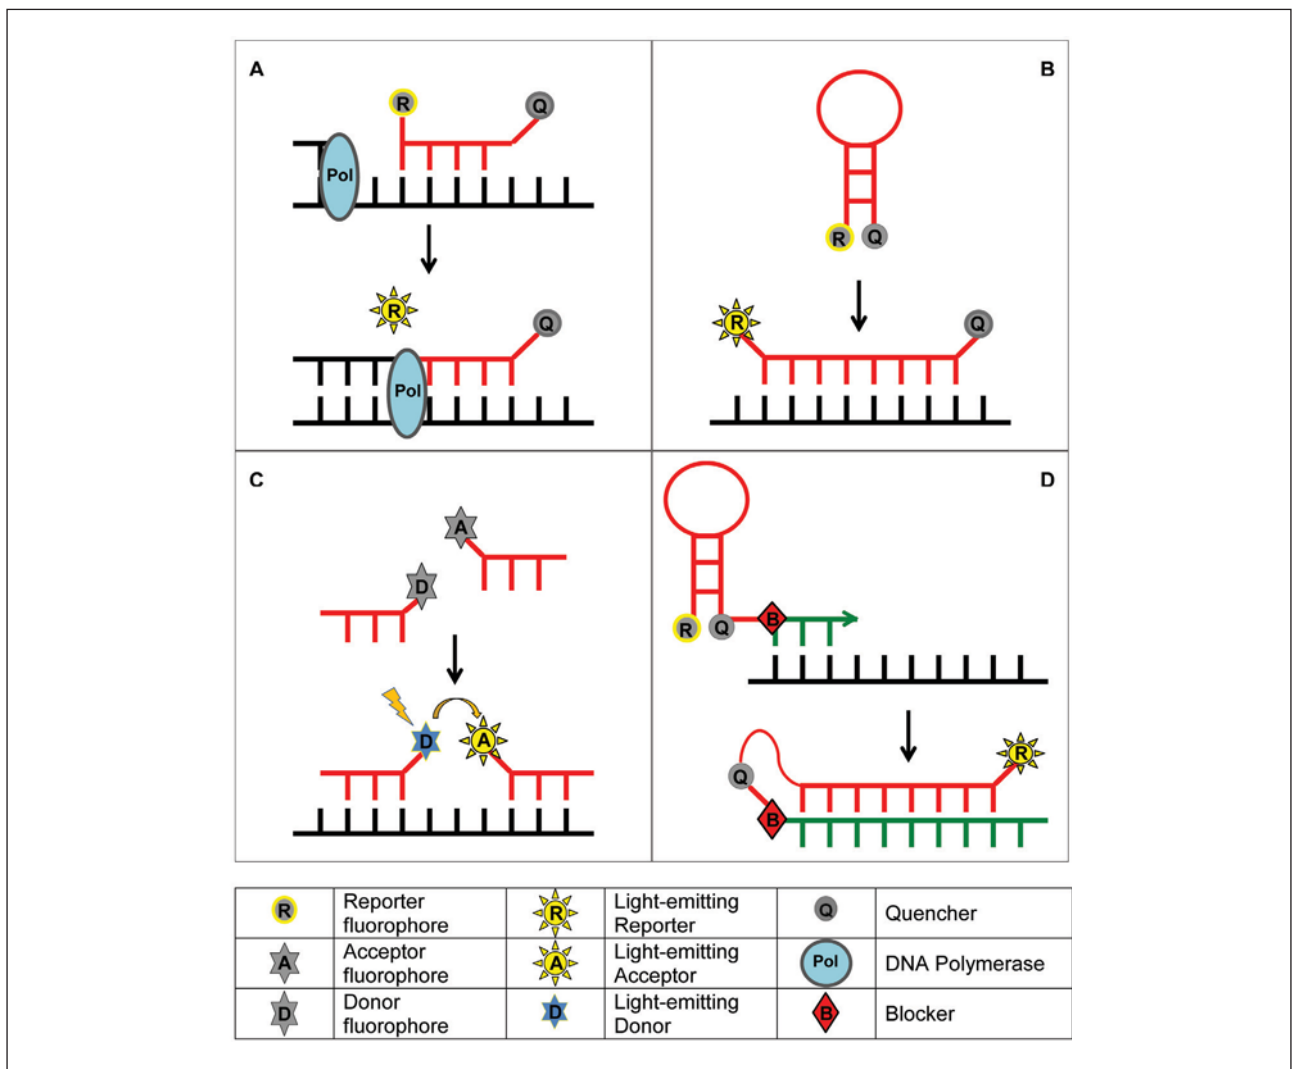 A
R
Q
Pol
R
Q
Pol
B
R
Q
R
Q
C
A
D
D
A
D
R
Q
B
Q
R
B
R
Reporter
fluorophore
R
Light-emitting
Reporter
Q
Quencher
A
Acceptor
fluorophore
A
Light-emitting
Acceptor
Pol
DNA Polymerase
D
Donor
fluorophore
D
Light-emitting
Donor
B
Blocker